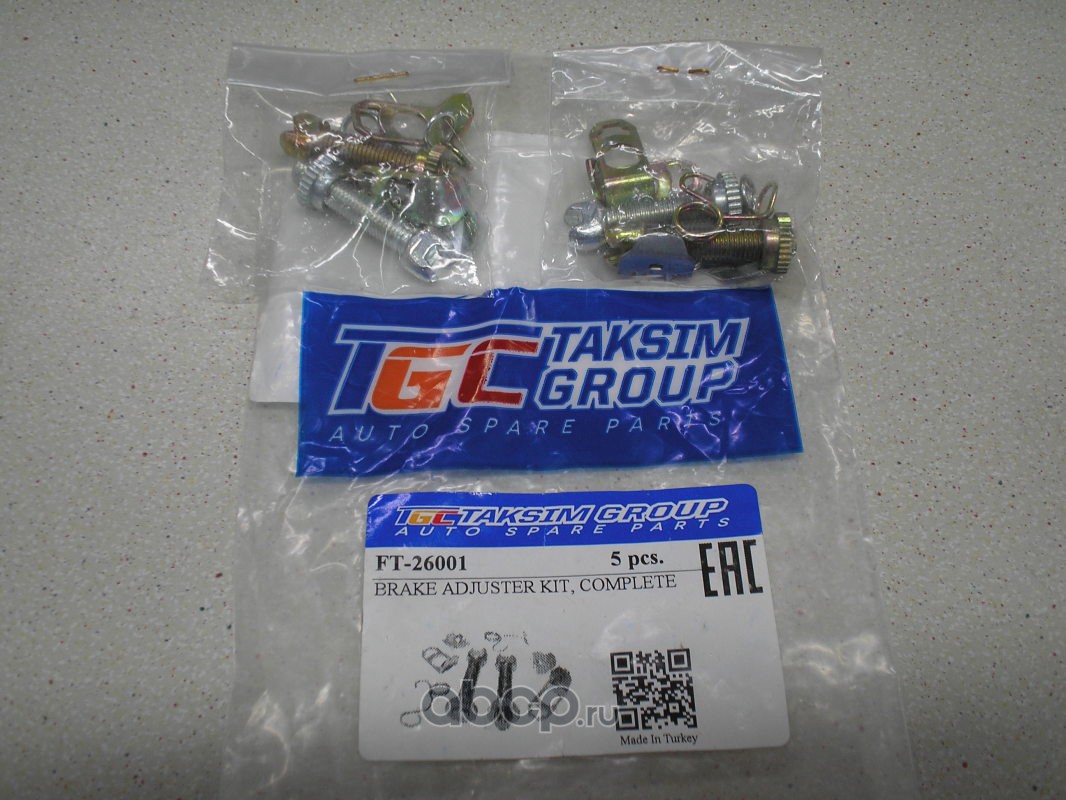 TGC TAKSIM
GROUP
AUTO SPARE PARTS
TGC TAKSIM GROUP
AUTO SPARE PARTS
FT-26001 5 pcs.
BRAKE ADJUSTER KIT, COMPLETE
EAC
abcp.ru
Made In Turkey